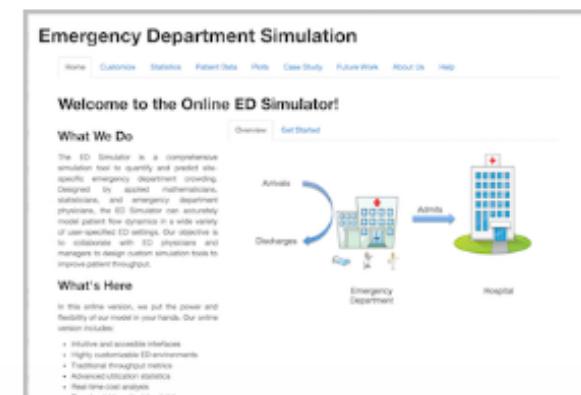 Emergency Department Simulation
Home Customize Statistics Patient Data Plots Case Study Future Work About Us Help
Welcome to the Online ED Simulator!
What We Do
Overview Get Started
The ED Simulator is a comprehensive
simulation tool to quantify and predict site-
specific emergency department crowding.
Designed by applied mathematicians,
statisticians, and emergency department
physicians, the ED Simulator can accurately
model patient flow dynamics in a wide variety
of user-specified ED settings. Our objective is
to collaborate with ED physicians and
managers to design custom simulation tools to
improve patient throughput.
What's Here
In this online version, we put the power and
flexibility of our model in your hands. Our online
version includes:
Intuitive and accesible interfaces
Highly customizable ED environments
Traditional throughput metrics
Advanced utilization statistics
Real-time cost analysis
Arrivals
Discharges
Admits
Emergency
Department
Hospital